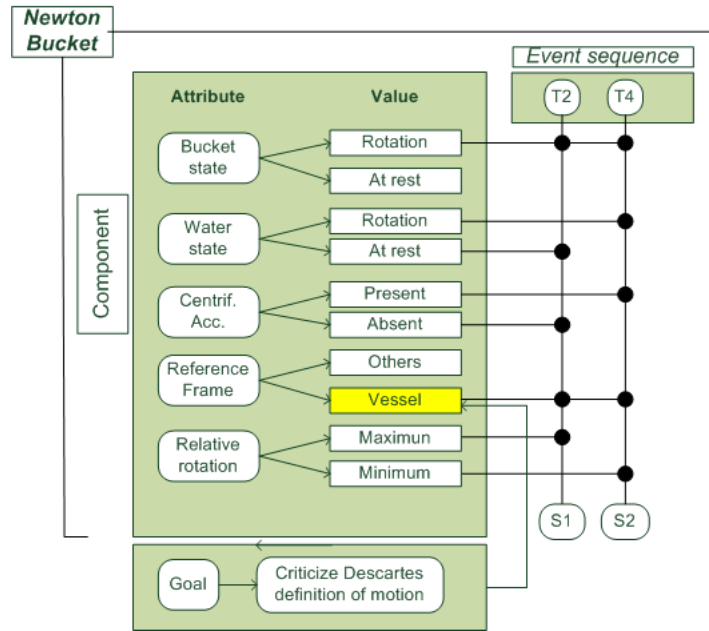 Newton
Bucket
Event sequence
T2
T4
Attribute
Value
Component
Bucket
state
Rotation
At rest
Water
state
Rotation
At rest
Centrif.
Acc.
Present
Absent
Reference
Frame
Others
Vessel
Relative
rotation
Maximun
Minimum
S1
S2
Goal
Criticize Descartes
definition of motion